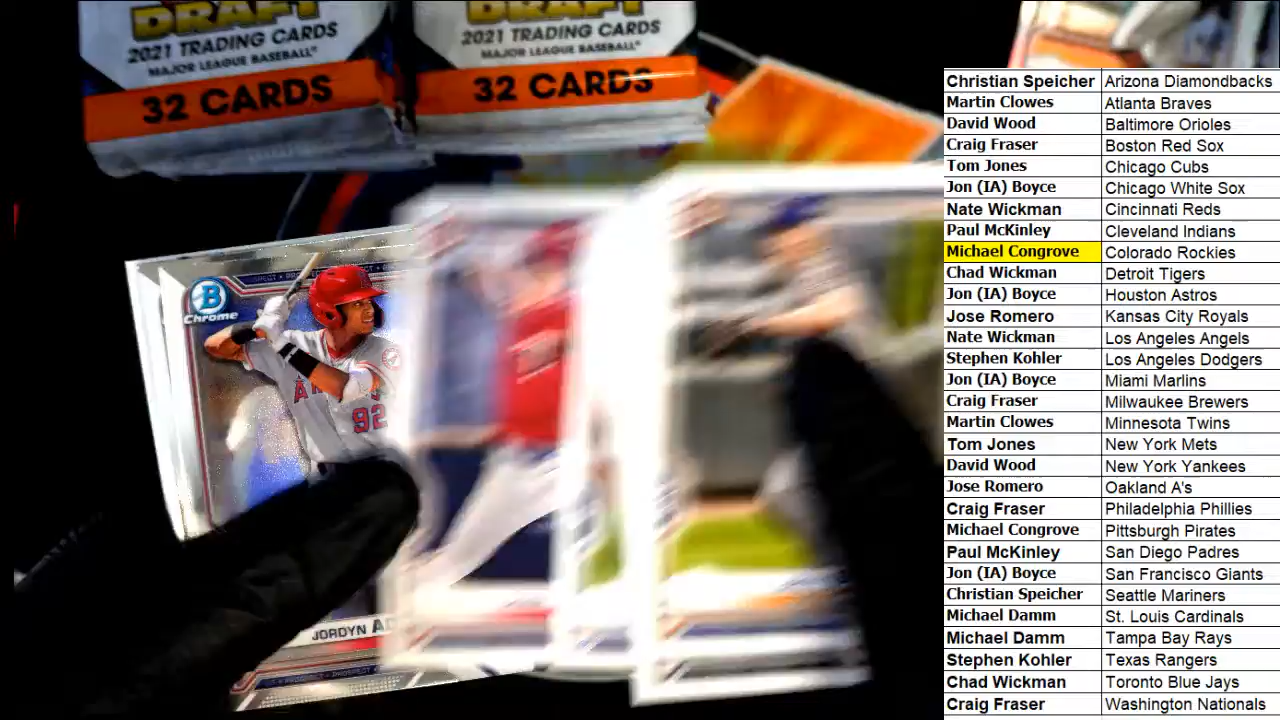 DRAFT
2021 TRADING CARDS
MAJOR LEAGUE BASEBALL
32 CARDS
DRAFT
2021 TRADING CARDS
MAJOR LEAGUE BASEBALL
32 CARDS
B
Chrome
92
JORDYN
Christian Speicher Arizona Diamondbacks
Martin Clowes Atlanta Braves
David Wood Baltimore Orioles
Craig Fraser Boston Red Sox
Tom Jones Chicago Cubs
Jon (IA) Boyce Chicago White Sox
Nate Wickman Cincinnati Reds
Paul McKinley Cleveland Indians
Michael Congrove Colorado Rockies
Chad Wickman Detroit Tigers
Jon (IA) Boyce Houston Astros
Jose Romero Kansas City Royals
Nate Wickman Los Angeles Angels
Stephen Kohler Los Angeles Dodgers
Jon (IA) Boyce Miami Marlins
Craig Fraser Milwaukee Brewers
Martin Clowes Minnesota Twins
Tom Jones New York Mets
David Wood New York Yankees
Jose Romero Oakland A's
Craig Fraser Philadelphia Phillies
Michael Congrove Pittsburgh Pirates
Paul McKinley San Diego Padres
Jon (IA) Boyce San Francisco Giants
Christian Speicher Seattle Mariners
Michael Damm St. Louis Cardinals
Michael Damm Tampa Bay Rays
Stephen Kohler Texas Rangers
Chad Wickman Toronto Blue Jays
Craig Fraser Washington Nationals